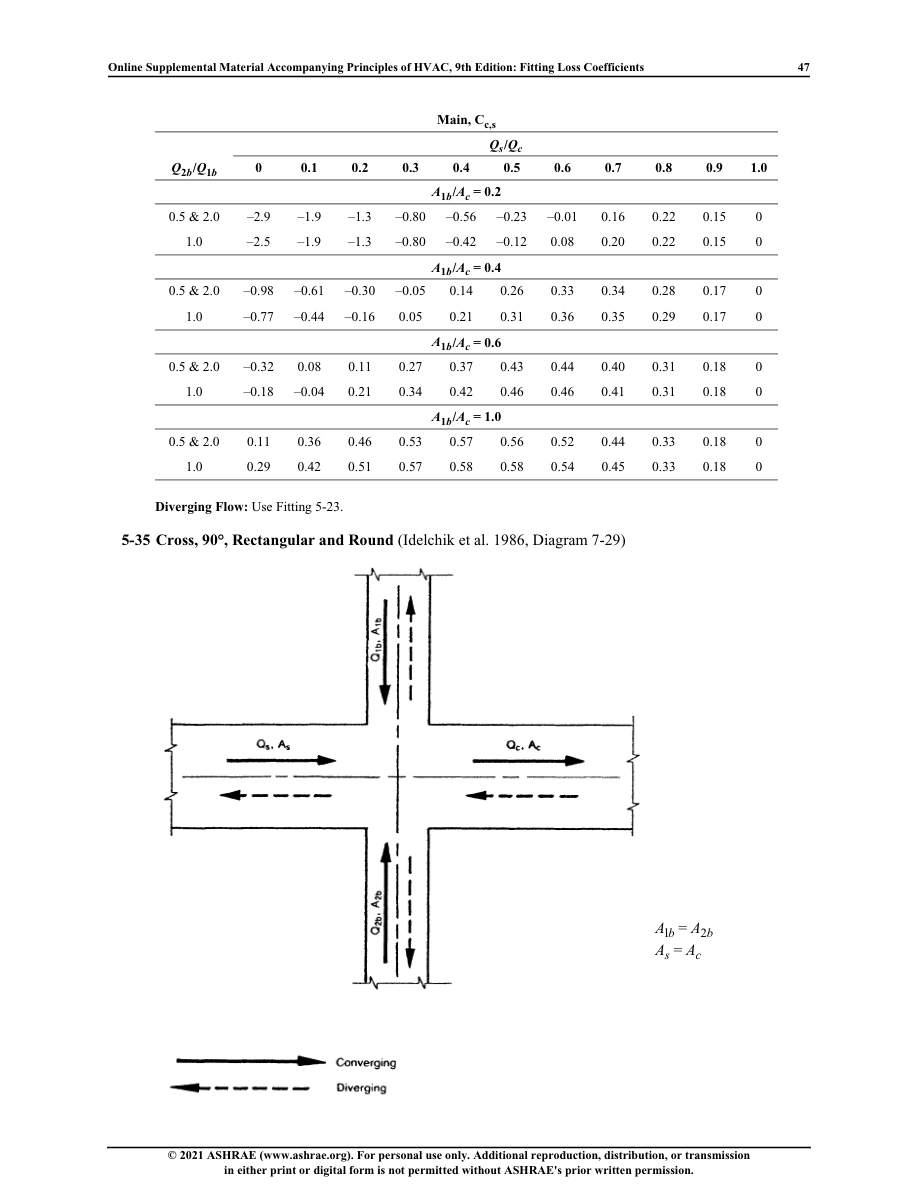 Online Supplemental Material Accompanying Principles of HVAC, 9th Edition: Fitting Loss Coefficients 47
Main, Cc,s
Qs/Qc
Q2b/Q1b 0 0.1 0.2 0.3 0.4 0.5 0.6 0.7 0.8 0.9 1.0
A1b/Ac = 0.2
0.5 & 2.0 –2.9 –1.9 –1.3 –0.80 –0.56 –0.23 –0.01 0.16 0.22 0.15 0
1.0 –2.5 –1.9 –1.3 –0.80 –0.42 –0.12 0.08 0.20 0.22 0.15 0
A1b/Ac = 0.4
0.5 & 2.0 –0.98 –0.61 –0.30 –0.05 0.14 0.26 0.33 0.34 0.28 0.17 0
1.0 –0.77 –0.44 –0.16 0.05 0.21 0.31 0.36 0.35 0.29 0.17 0
A1b/Ac = 0.6
0.5 & 2.0 –0.32 0.08 0.11 0.27 0.37 0.43 0.44 0.40 0.31 0.18 0
1.0 –0.18 –0.04 0.21 0.34 0.42 0.46 0.46 0.41 0.31 0.18 0
A1b/Ac = 1.0
0.5 & 2.0 0.11 0.36 0.46 0.53 0.57 0.56 0.52 0.44 0.33 0.18 0
1.0 0.29 0.42 0.51 0.57 0.58 0.58 0.54 0.45 0.33 0.18 0
Diverging Flow: Use Fitting 5-23.
5-35 Cross, 90°, Rectangular and Round (Idelchik et al. 1986, Diagram 7-29)
Q1b, A1b
Qs, As
Qc, Ac
Q2b, A2b
A1b = A2b
As = Ac
Converging
Diverging
© 2021 ASHRAE (www.ashrae.org). For personal use only. Additional reproduction, distribution, or transmission
in either print or digital form is not permitted without ASHRAE's prior written permission.